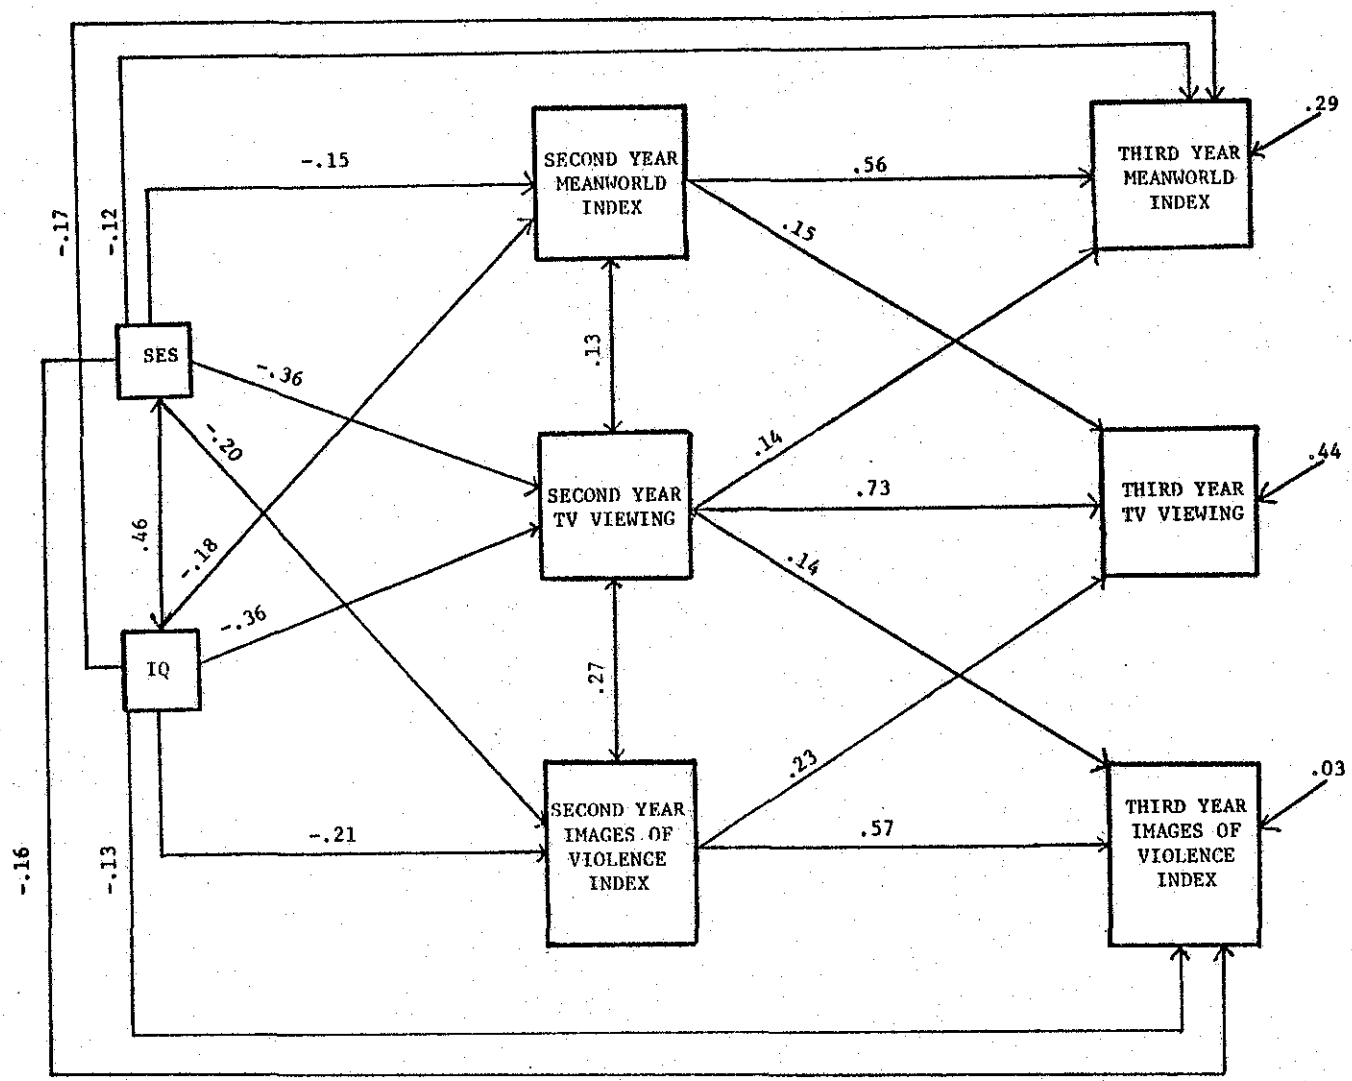 .29
-.15
SECOND YEAR
MEANWORLD
INDEX
.56
THIRD YEAR
MEANWORLD
INDEX
-.17
-.12
.15
SES
-.36
.13
-.20
.14
.44
.46
-.18
SECOND YEAR
TV VIEWING
.73
THIRD YEAR
TV VIEWING
.14
-.36
IQ
.27
.23
.03
SECOND YEAR
IMAGES OF
VIOLENCE
INDEX
THIRD YEAR
IMAGES OF
VIOLENCE
INDEX
-.21
.57
-.16
-.13